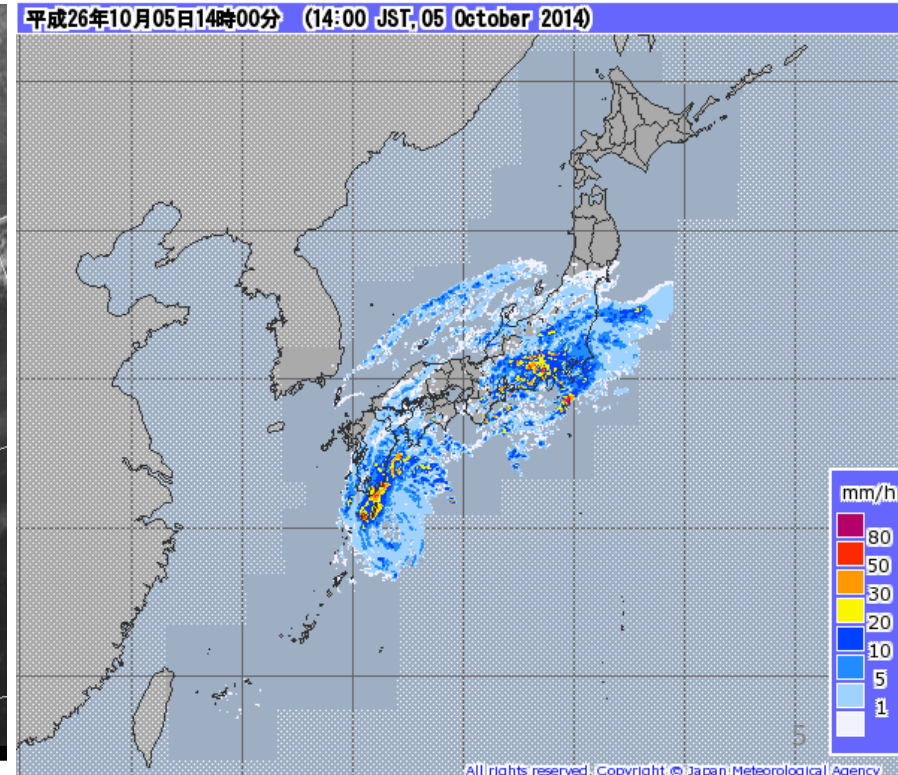 平成26年10月05日14時00分 (14:00 JST, 05 October 2014)
mm/h
80
50
30
20
10
5
1
5
All rights reserved. Copyright © Japan Meteorological Agency